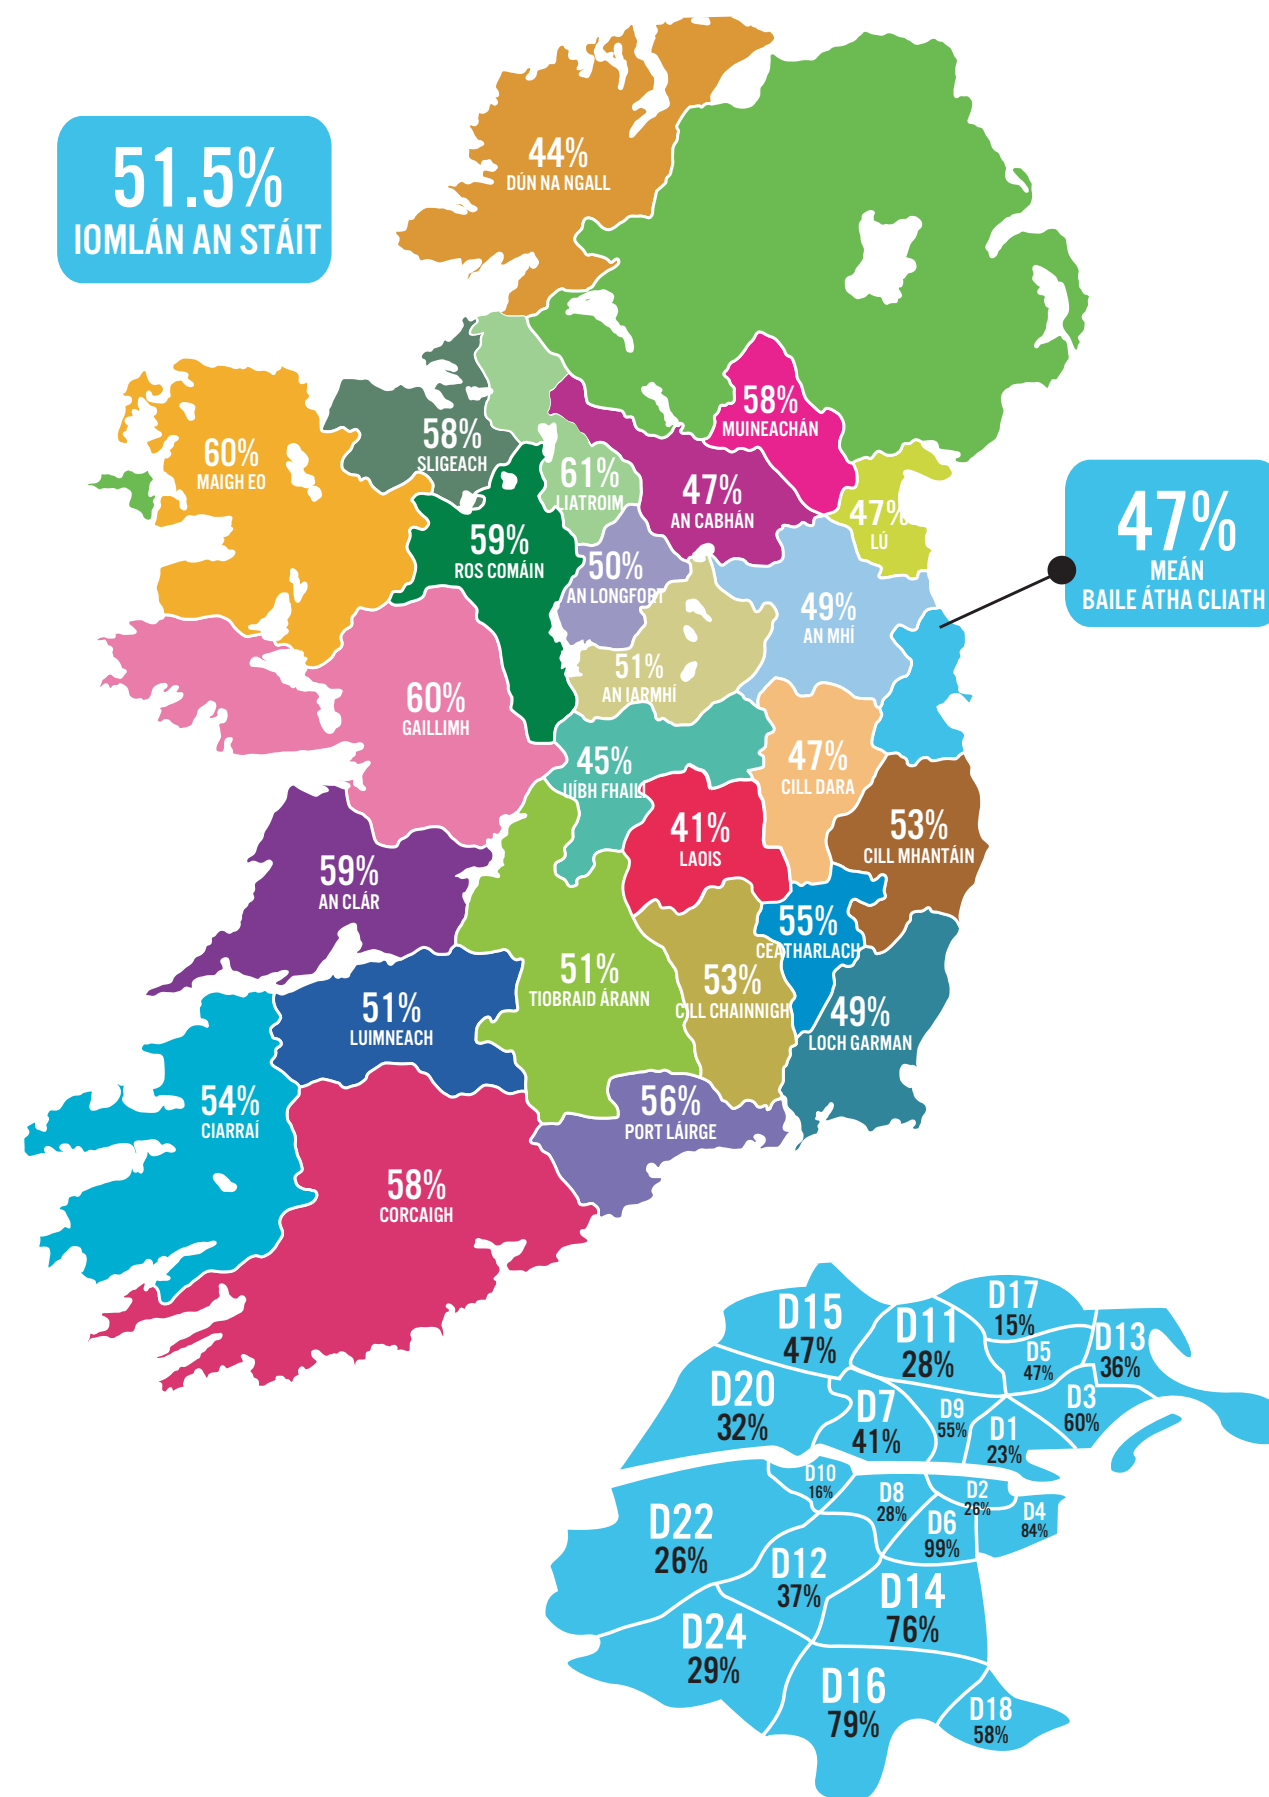 51.5%
IOMLÁN AN STÁIT
44%
DÚN NA NGALL
58%
MUINEACHÁN
58%
SLIGEACH
60%
MAIGH EO
61%
LIATROIM
47%
AN CABHÁN
47%
LÚ
47%
MEÁN
BAILE ÁTHA CLIATH
59%
ROS COMÁIN
50%
AN LONGFORT
49%
AN MHÍ
51%
AN IARMHÍ
60%
GAILLIMH
45%
UÍBH FHAILÍ
47%
CILL DARA
41%
LAOIS
53%
CILL MHANTÁIN
59%
AN CLÁR
55%
CEATHARLACH
51%
TIOBRAID ÁRANN
53%
CILL CHAINNIGH
51%
LUIMNEACH
49%
LOCH GARMAN
54%
CIARRAÍ
56%
PORT LÁIRGE
58%
CORCAIGH
D17
15%
D15
47%
D11
28%
D13
36%
D5
47%
D20
32%
D7
41%
D9
55%
D3
60%
D1
23%
D10
16%
D8
28%
D2
26%
D4
84%
D22
26%
D6
99%
D12
37%
D14
76%
D24
29%
D16
79%
D18
58%